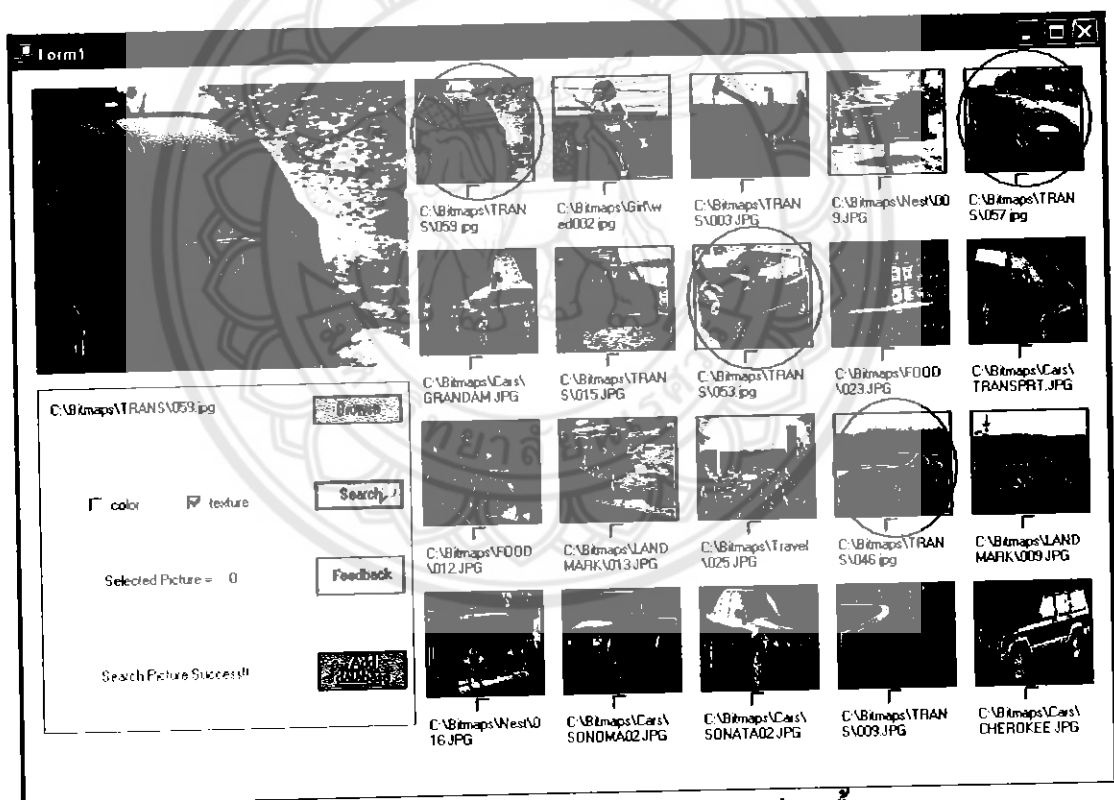 Form1
C:\Bitmaps\TRAN
S\059.jpg
C:\Bitmaps\Girl\w
ed002.jpg
C:\Bitmaps\TRAN
S\003.JPG
C:\Bitmaps\Nest\00
9.JPG
C:\Bitmaps\TRAN
S\057.jpg
C:\Bitmaps\Cars\
GRANDAM.JPG
C:\Bitmaps\TRAN
S\015.JPG
C:\Bitmaps\TRAN
S\053.jpg
C:\Bitmaps\FOOD
\023.JPG
C:\Bitmaps\Cars\
TRANSPRT.JPG
C:\Bitmaps\TRANS\059.jpg
Browse
color
texture
Search
Selected Picture = 0
Feedback
Search Picture Success!!
C:\Bitmaps\FOOD
\012.JPG
C:\Bitmaps\LAND
MARK\013.JPG
C:\Bitmaps\Travel
\025.JPG
C:\Bitmaps\TRAN
S\046.jpg
C:\Bitmaps\LAND
MARK\009.JPG
C:\Bitmaps\Nest\0
16.JPG
C:\Bitmaps\Cars\
SONOMA02.JPG
C:\Bitmaps\Cars\
SONATA02.JPG
C:\Bitmaps\TRAN
S\009.JPG
C:\Bitmaps\Cars\
CHEROKEE.JPG